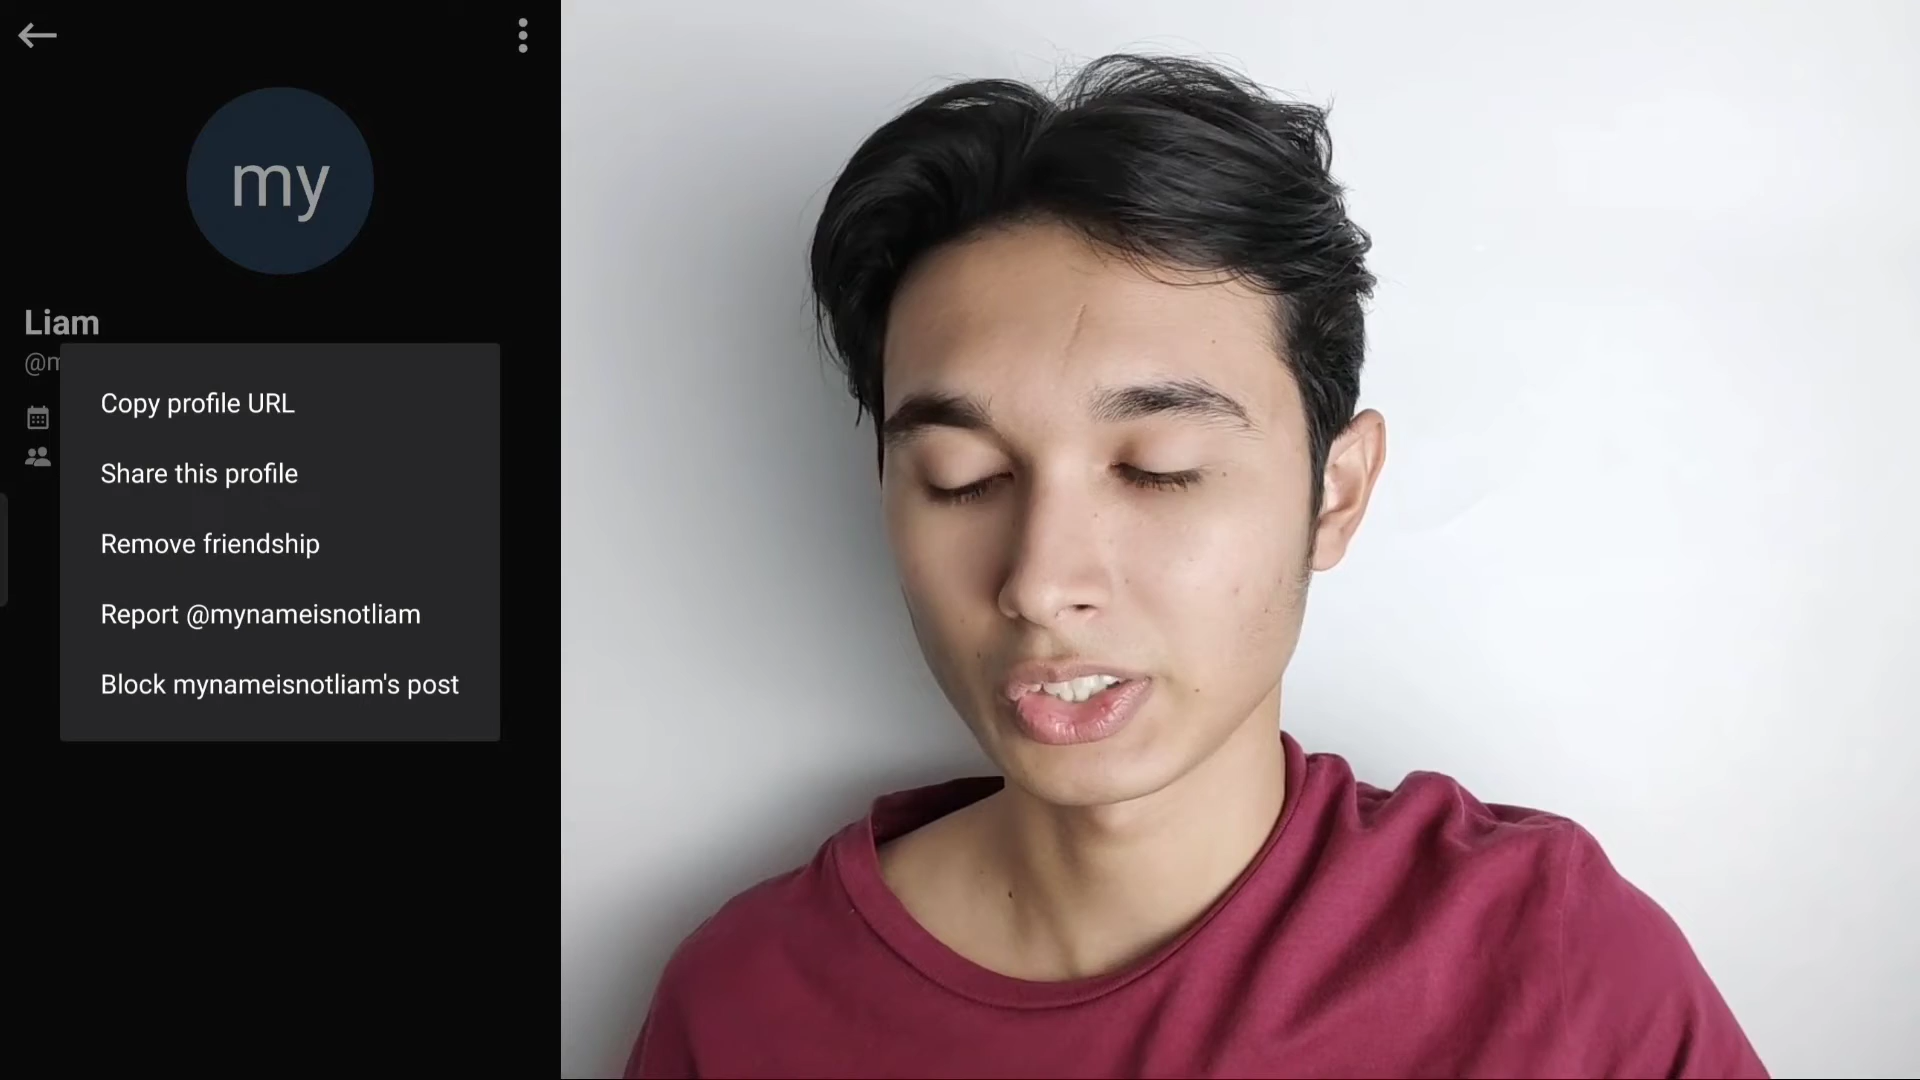 my
Liam
@m
Copy profile URL
Share this profile
Remove friendship
Report @mynameisnotliam
Block mynameisnotliam's post